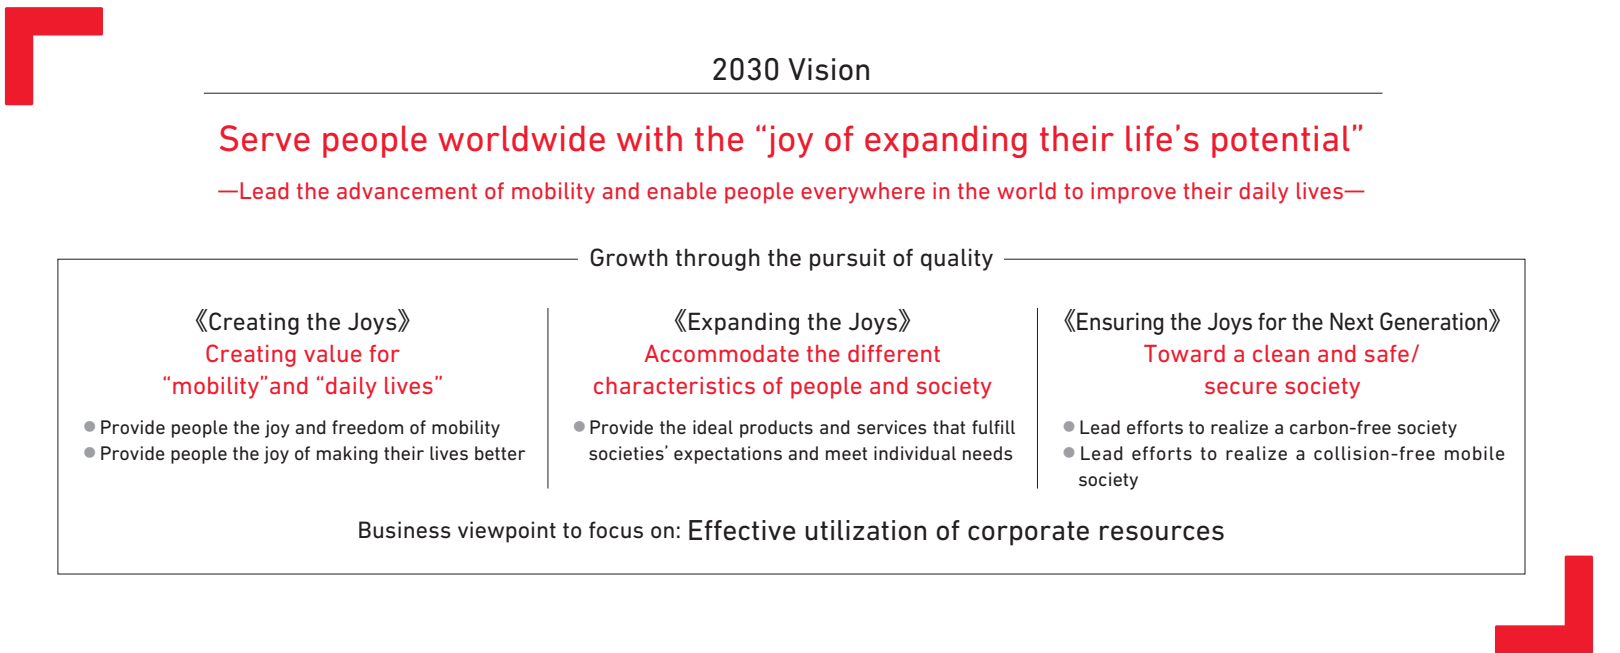 2030 Vision
Serve people worldwide with the “joy of expanding their life’s potential”
—Lead the advancement of mobility and enable people everywhere in the world to improve their daily lives—
Growth through the pursuit of quality
《Creating the Joys》
Creating value for
“mobility”and “daily lives”
● Provide people the joy and freedom of mobility
● Provide people the joy of making their lives better
《Expanding the Joys》
Accommodate the different
characteristics of people and society
● Provide the ideal products and services that fulfill
societies’ expectations and meet individual needs
《Ensuring the Joys for the Next Generation》
Toward a clean and safe/
secure society
● Lead efforts to realize a carbon-free society
● Lead efforts to realize a collision-free mobile
society
Business viewpoint to focus on: Effective utilization of corporate resources